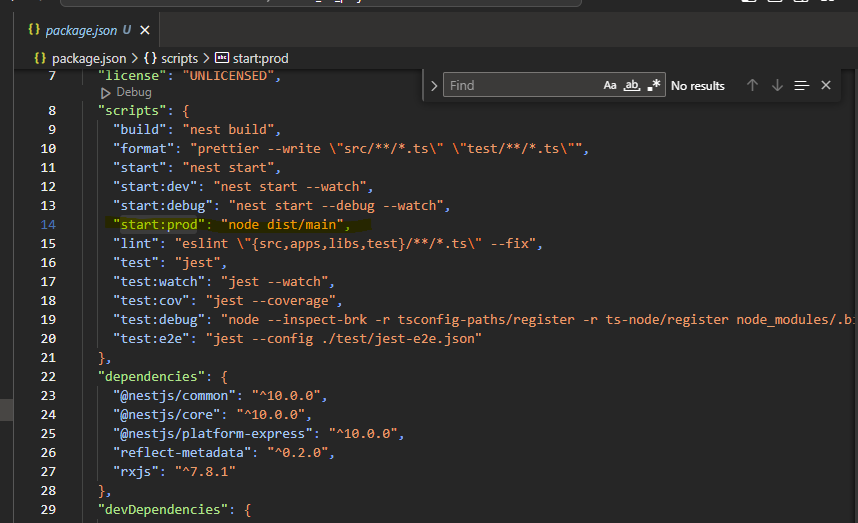 {} package.json U ×
{} package.json > {} scripts > abc start:prod
> Find Aa ab, .* No results
7 "license": "UNLICENSED",
Debug
8 "scripts": {
9 "build": "nest build",
10 "format": "prettier --write \"src/**/*.ts\" \"test/**/*.ts\"",
11 "start": "nest start",
12 "start:dev": "nest start --watch",
13 "start:debug": "nest start --debug --watch",
14 "start:prod": "node dist/main",
15 "lint": "eslint \"{src,apps,libs,test}/**/*.ts\" --fix",
16 "test": "jest",
17 "test:watch": "jest --watch",
18 "test:cov": "jest --coverage",
19 "test:debug": "node --inspect-brk -r tsconfig-paths/register -r ts-node/register node_modules/.bi
20 "test:e2e": "jest --config ./test/jest-e2e.json"
21 },
22 "dependencies": {
23 "@nestjs/common": "^10.0.0",
24 "@nestjs/core": "^10.0.0",
25 "@nestjs/platform-express": "^10.0.0",
26 "reflect-metadata": "^0.2.0",
27 "rxjs": "^7.8.1"
28 },
29 "devDependencies": {